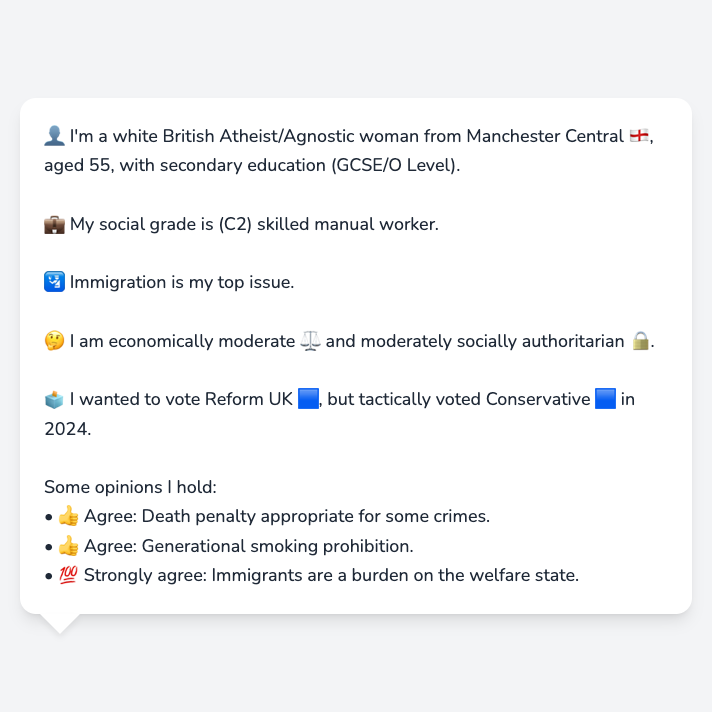 👤 I'm a white British Atheist/Agnostic woman from Manchester Central 🏴󠁧󠁢󠁥󠁮󠁧󠁿,
aged 55, with secondary education (GCSE/O Level).
💼 My social grade is (C2) skilled manual worker.
🛂 Immigration is my top issue.
🤔 I am economically moderate ⚖️ and moderately socially authoritarian 🔒.
🗳️ I wanted to vote Reform UK 🟦, but tactically voted Conservative 🟦 in
2024.
Some opinions I hold:
• 👍 Agree: Death penalty appropriate for some crimes.
• 👍 Agree: Generational smoking prohibition.
• 💯 Strongly agree: Immigrants are a burden on the welfare state.